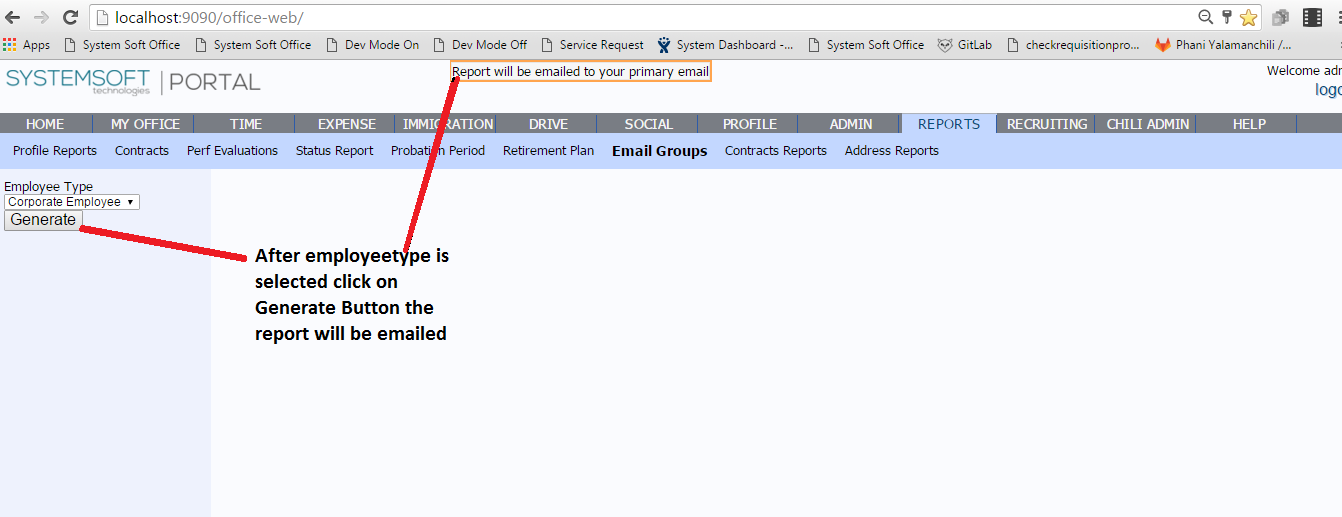 localhost:9090/office-web/
Apps System Soft Office System Soft Office Dev Mode On Dev Mode Off Service Request System Dashboard -... System Soft Office GitLab checkrequisitionpro... Phani Yalamanchili /...
SYSTEMSOFT technologies PORTAL
Report will be emailed to your primary email
Welcome adr
logo
HOME MY OFFICE TIME EXPENSE IMMIGRATION DRIVE SOCIAL PROFILE ADMIN REPORTS RECRUITING CHILI ADMIN HELP
Profile Reports Contracts Perf Evaluations Status Report Probation Period Retirement Plan Email Groups Contracts Reports Address Reports
Employee Type
Corporate Employee
Generate
After employeetype is
selected click on
Generate Button the
report will be emailed